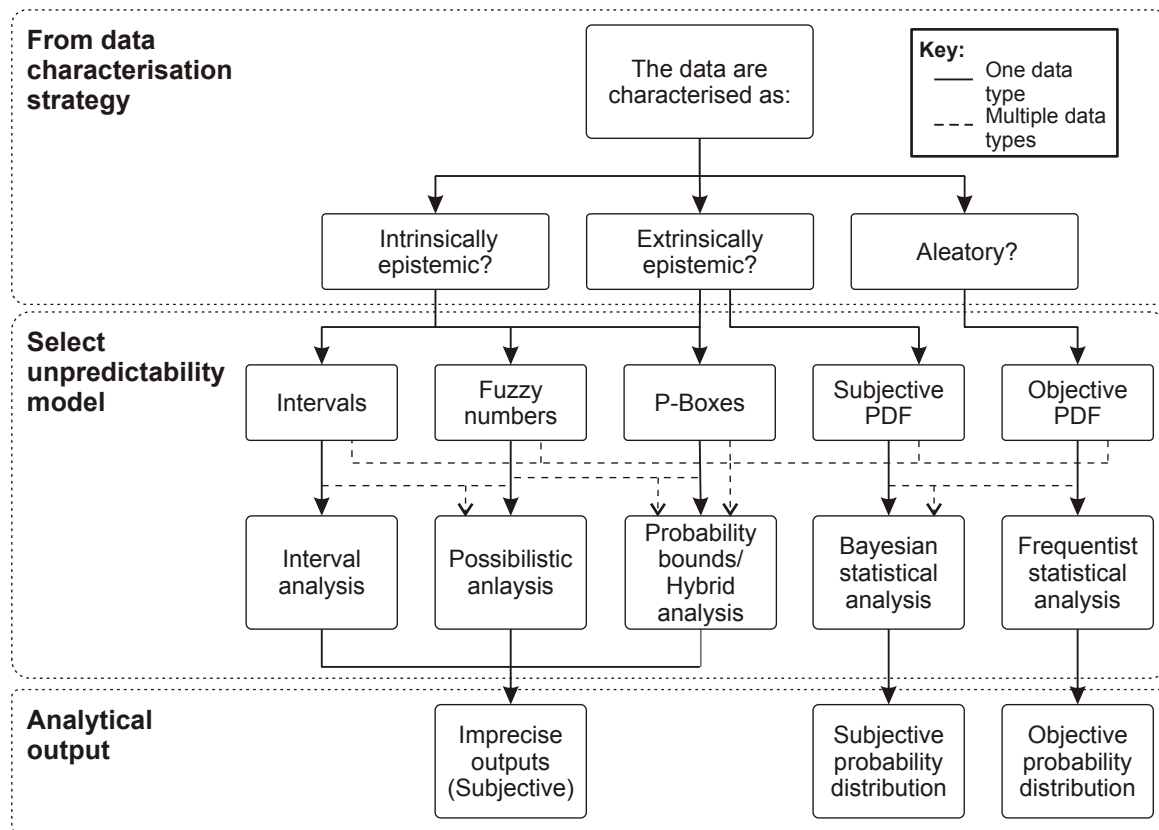 From data
characterisation
strategy
The data are
characterised as:
Key:
One data
type
Multiple data
types
Intrinsically
epistemic?
Extrinsically
epistemic?
Aleatory?
Select
unpredictability
model
Intervals
Fuzzy
numbers
P-Boxes
Subjective
PDF
Objective
PDF
Interval
analysis
Possibilistic
anlaysis
Probability
bounds/
Hybrid
analysis
Bayesian
statistical
analysis
Frequentist
statistical
analysis
Analytical
output
Imprecise
outputs
(Subjective)
Subjective
probability
distribution
Objective
probability
distribution